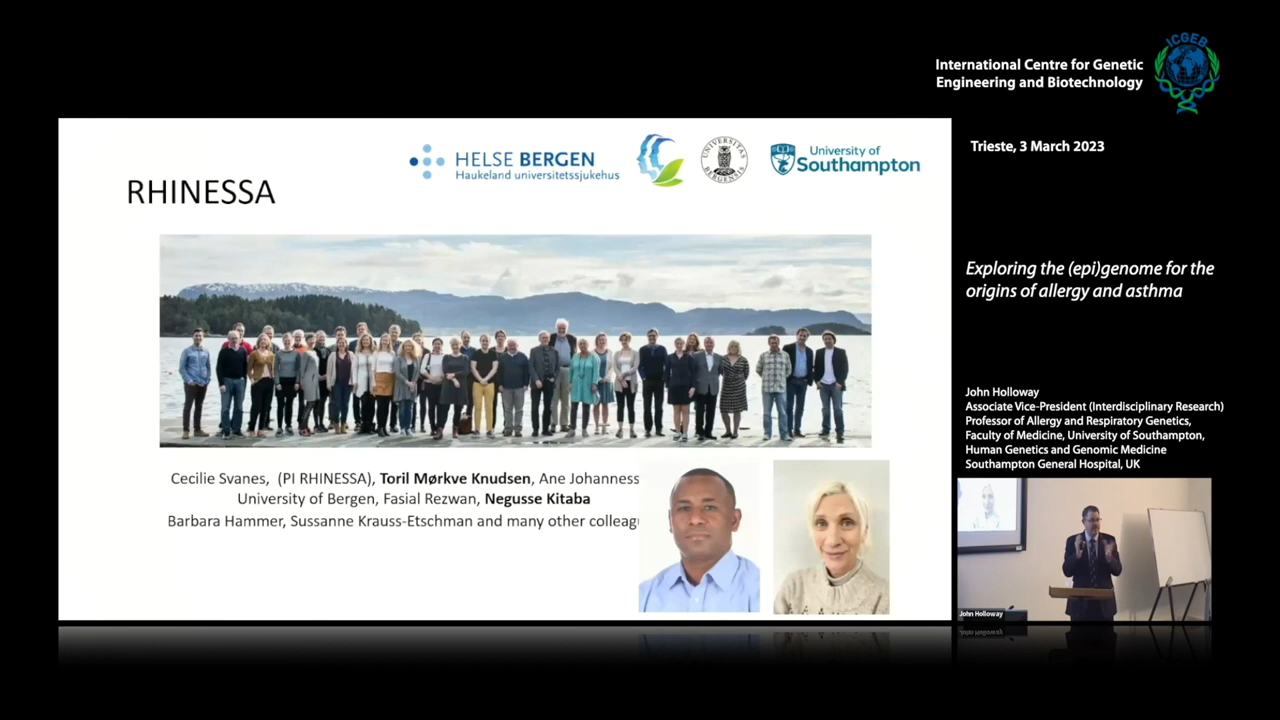 ICGEB
International Centre for Genetic
Engineering and Biotechnology
Trieste, 3 March 2023
HELSE BERGEN
Haukeland universitetssjukehus
UNIVERSITAS BERGENSIS
University of
Southampton
RHINESSA
Exploring the (epi)genome for the
origins of allergy and asthma
John Holloway
Associate Vice-President (Interdisciplinary Research)
Professor of Allergy and Respiratory Genetics,
Faculty of Medicine, University of Southampton,
Human Genetics and Genomic Medicine
Southampton General Hospital, UK
Cecilie Svanes, (PI RHINESSA), Toril Mørkve Knudsen, Ane Johanness
University of Bergen, Fasial Rezwan, Negusse Kitaba
Barbara Hammer, Sussanne Krauss-Etschman and many other colleagu
John Holloway